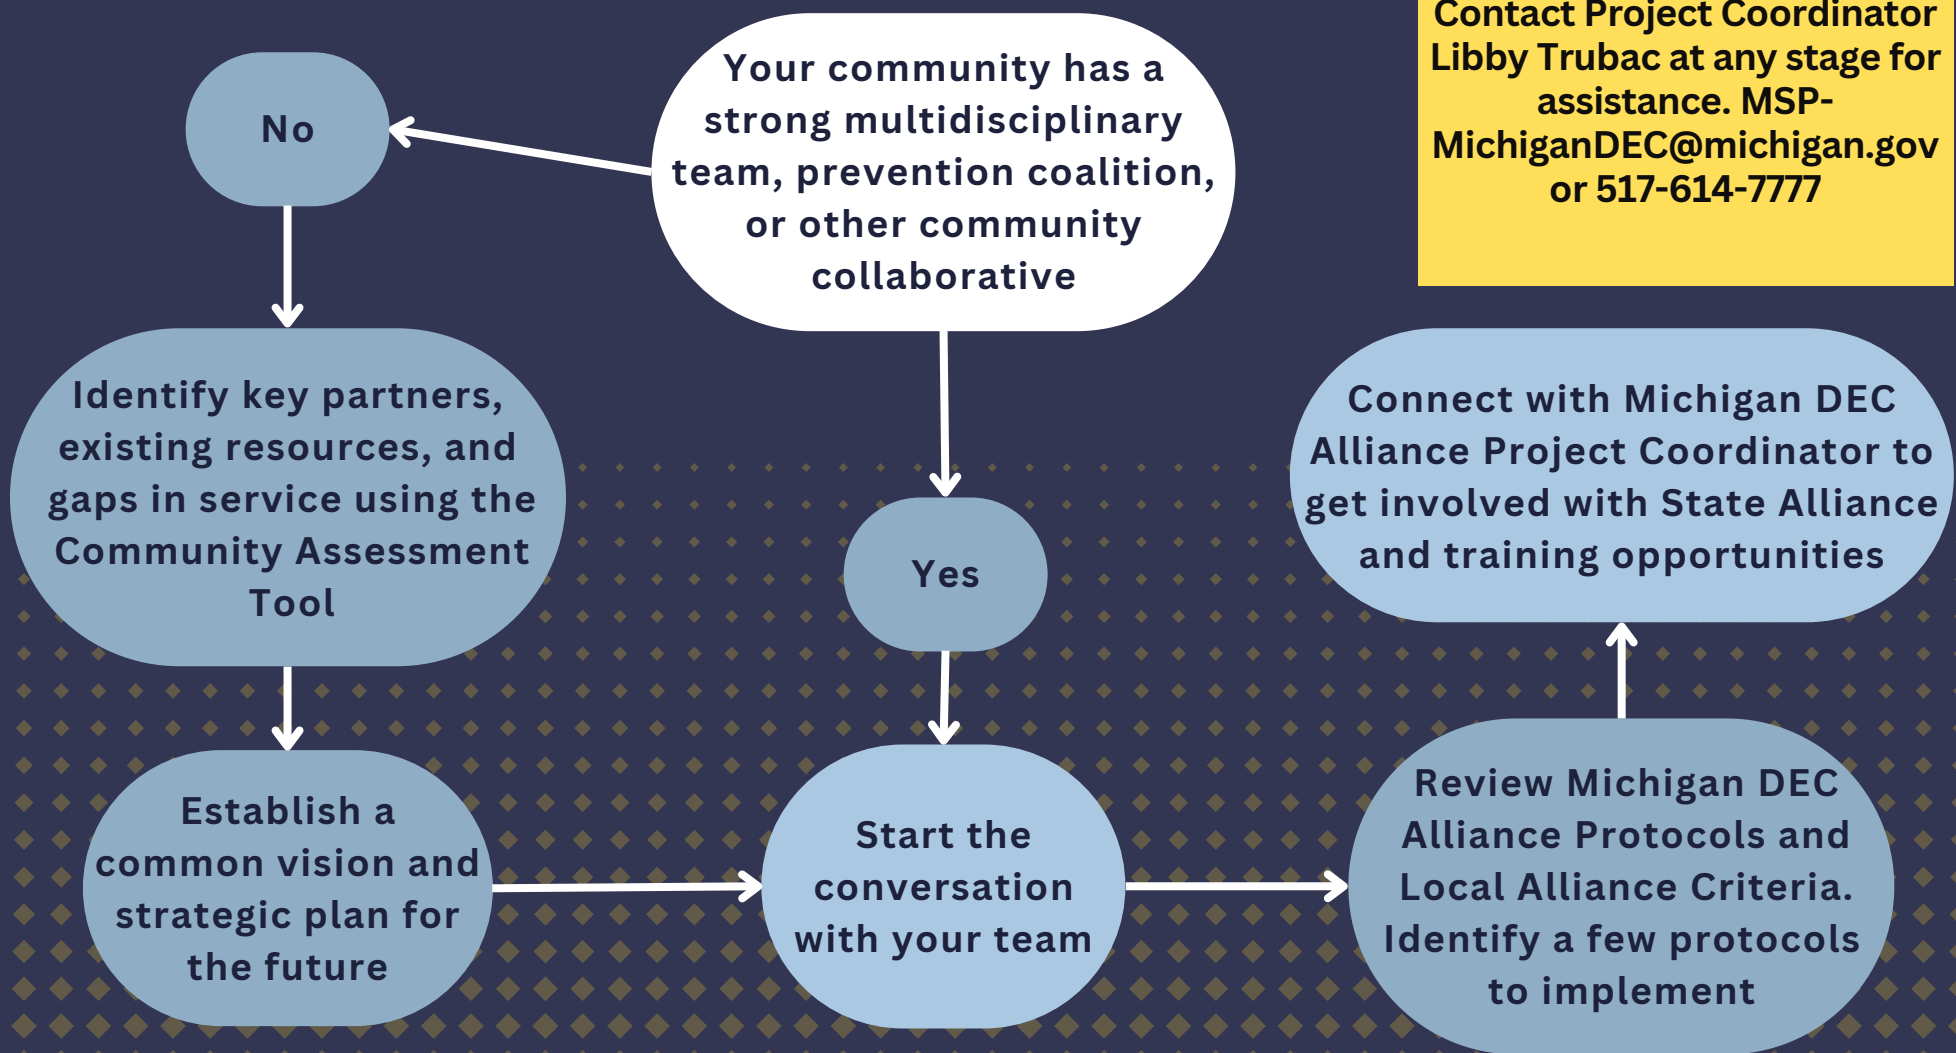 Contact Project Coordinator
Libby Trubac at any stage for
assistance. MSP-
MichiganDEC@michigan.gov
or 517-614-7777
Your community has a
strong multidisciplinary
team, prevention coalition,
or other community
collaborative
No
Identify key partners,
existing resources, and
gaps in service using the
Community Assessment
Tool
Yes
Connect with Michigan DEC
Alliance Project Coordinator to
get involved with State Alliance
and training opportunities
Establish a
common vision and
strategic plan for
the future
Start the
conversation
with your team
Review Michigan DEC
Alliance Protocols and
Local Alliance Criteria.
Identify a few protocols
to implement